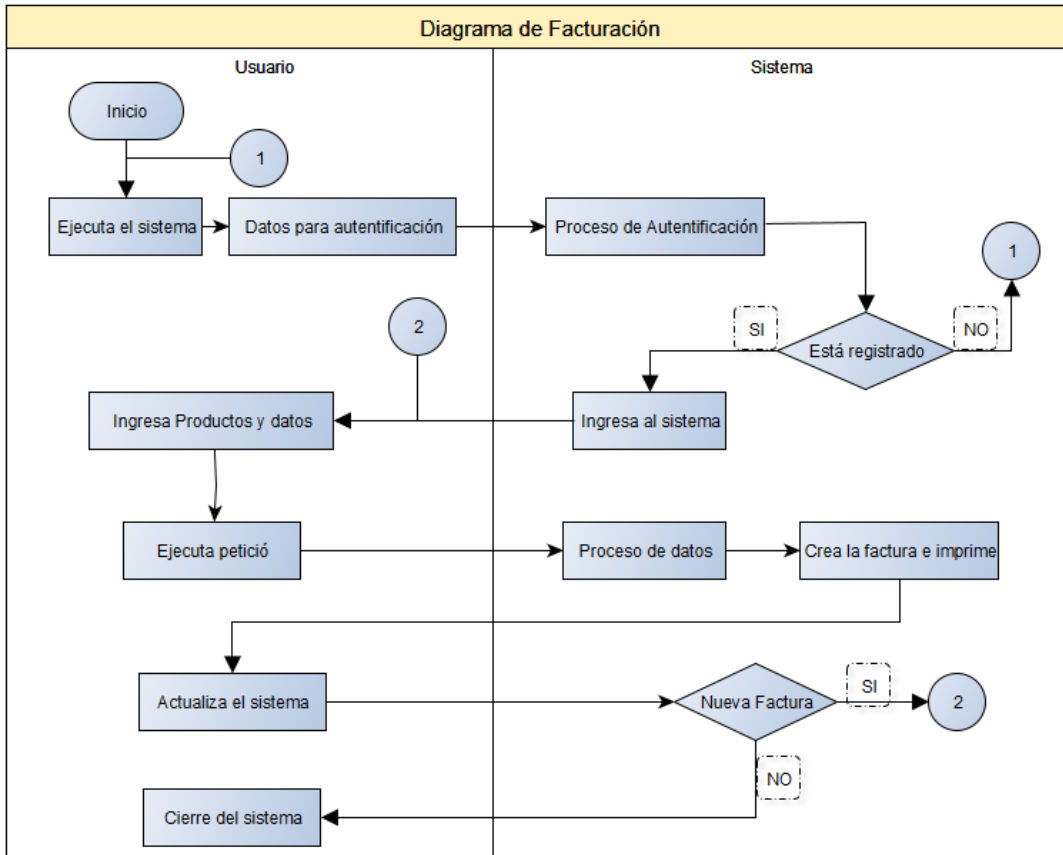 Diagrama de Facturación
Usuario
Sistema
Inicio
1
Ejecuta el sistema
Datos para autentificación
Proceso de Autentificación
1
2
SI
Está registrado
NO
Ingresa Productos y datos
Ingresa al sistema
Ejecuta petició
Proceso de datos
Crea la factura e imprime
Actualiza el sistema
Nueva Factura
SI
2
NO
Cierre del sistema